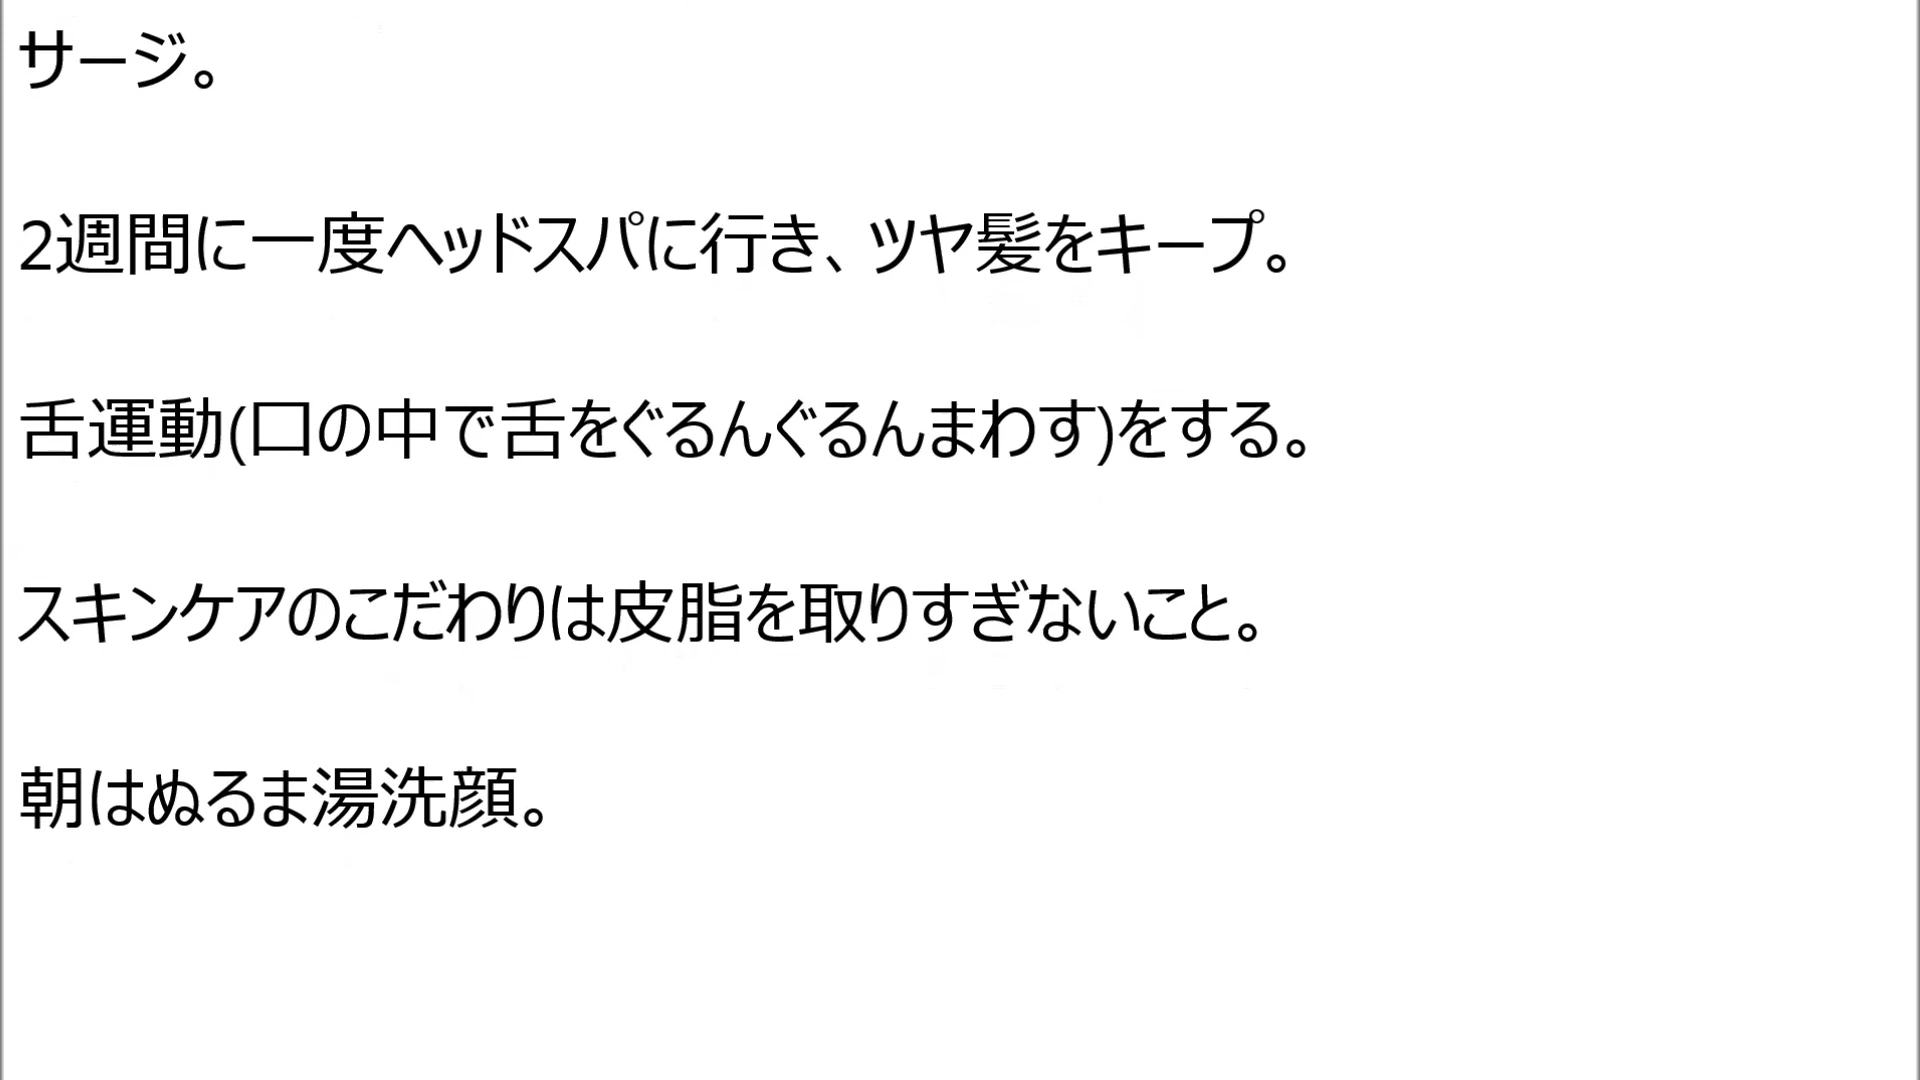 サージ。
2週間に一度ヘッドスパに行き、ツヤ髪をキープ。
舌運動(口の中で舌をぐるんぐるんまわす)をする。
スキンケアのこだわりは皮脂を取りすぎないこと。
朝はぬるま湯洗顔。